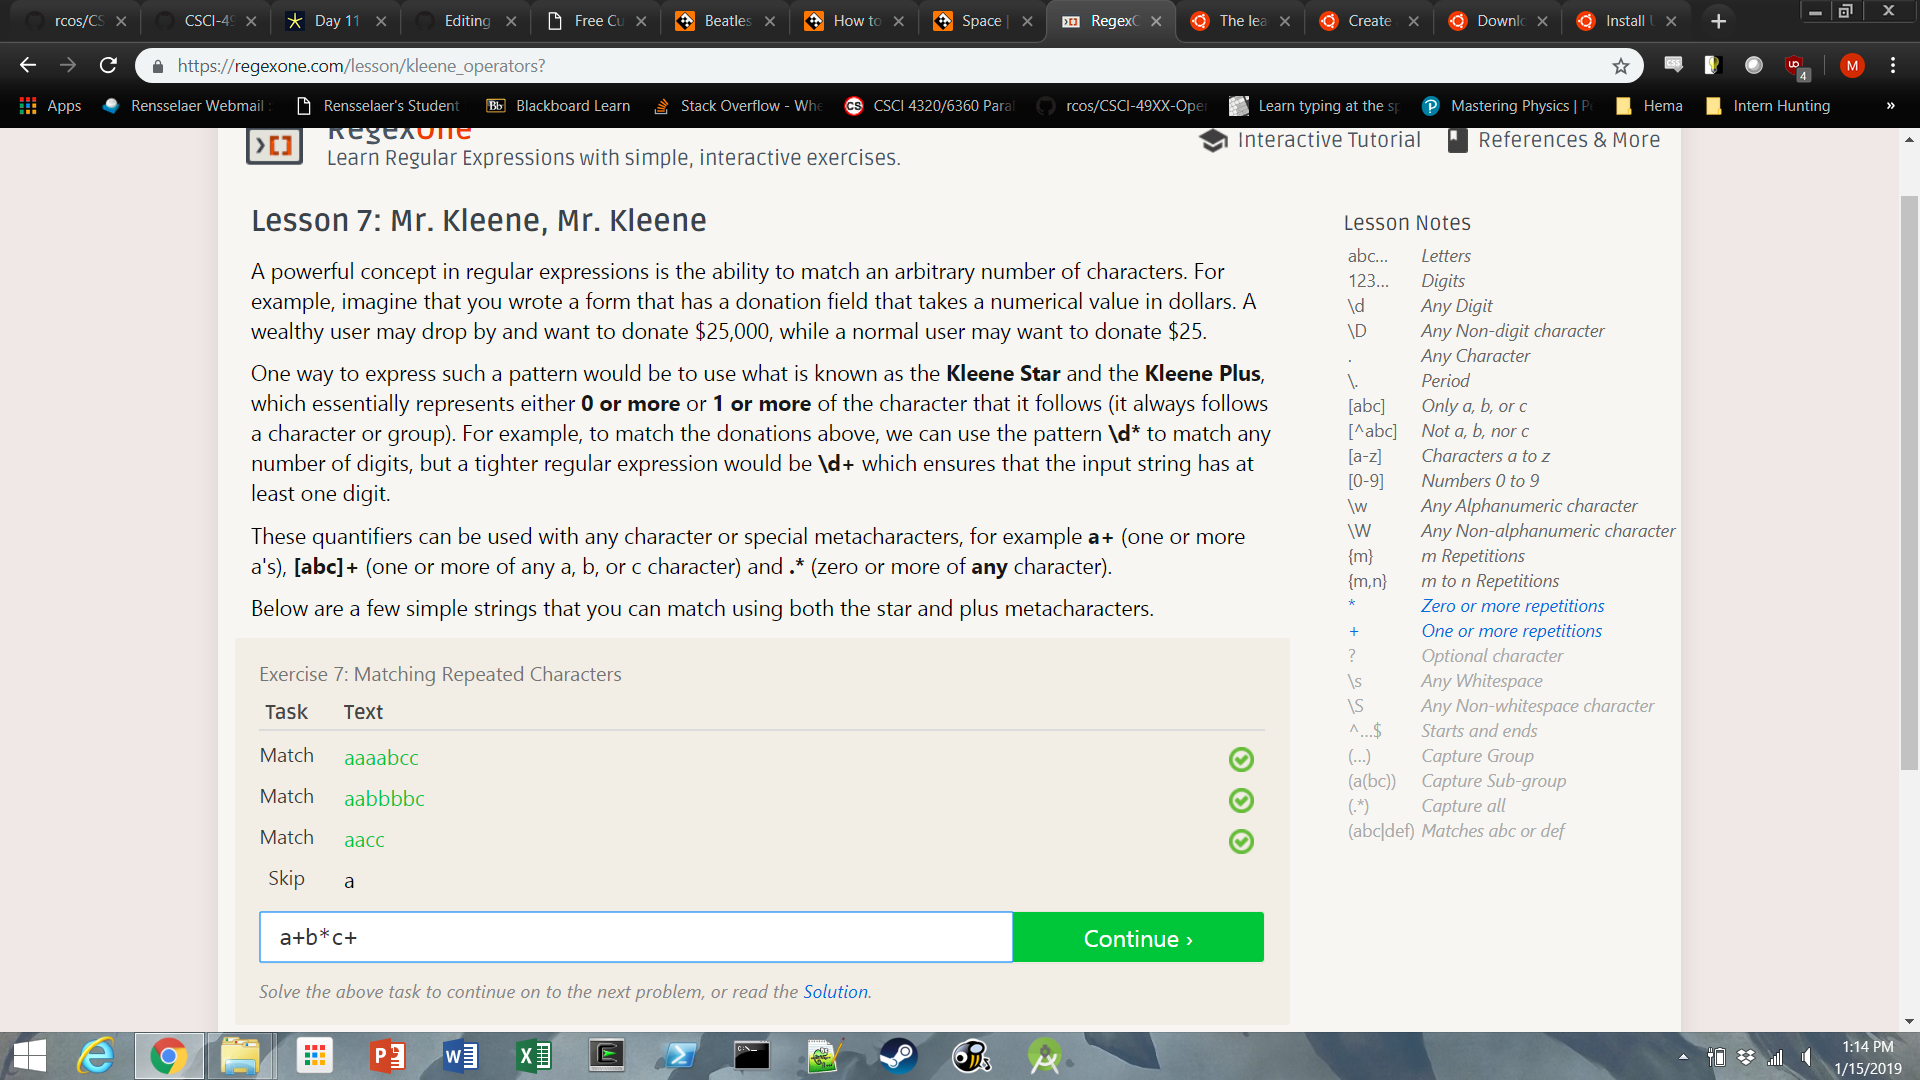 rcos/CS
CSCI-49
Day 11
Editing
Free Cu
Beatles
How to
Space |
RegexO
The lea
Create
Downlo
Install
https://regexone.com/lesson/kleene_operators?
4
M
Apps
Rensselaer Webmail :
Rensselaer's Student
Bb
Blackboard Learn
Stack Overflow - Whe
CS
CSCI 4320/6360 Paral
rcos/CSCI-49XX-Oper
Learn typing at the sp
Mastering Physics | P
Hema
Intern Hunting
»
RegexOne
Learn Regular Expressions with simple, interactive exercises.
Interactive Tutorial
References & More
Lesson 7: Mr. Kleene, Mr. Kleene
A powerful concept in regular expressions is the ability to match an arbitrary number of characters. For
example, imagine that you wrote a form that has a donation field that takes a numerical value in dollars. A
wealthy user may drop by and want to donate $25,000, while a normal user may want to donate $25.
One way to express such a pattern would be to use what is known as the Kleene Star and the Kleene Plus,
which essentially represents either 0 or more or 1 or more of the character that it follows (it always follows
a character or group). For example, to match the donations above, we can use the pattern \d* to match any
number of digits, but a tighter regular expression would be \d+ which ensures that the input string has at
least one digit.
These quantifiers can be used with any character or special metacharacters, for example a+ (one or more
a's), [abc]+ (one or more of any a, b, or c character) and .* (zero or more of any character).
Below are a few simple strings that you can match using both the star and plus metacharacters.
Exercise 7: Matching Repeated Characters
Task Text
Match aaaabcc
Match aabbbbc
Match aacc
Skip a
a+b*c+
Continue ›
Solve the above task to continue on to the next problem, or read the Solution.
Lesson Notes
abc... Letters
123... Digits
\d Any Digit
\D Any Non-digit character
. Any Character
\. Period
[abc] Only a, b, or c
[^abc] Not a, b, nor c
[a-z] Characters a to z
[0-9] Numbers 0 to 9
\w Any Alphanumeric character
\W Any Non-alphanumeric character
{m} m Repetitions
{m,n} m to n Repetitions
* Zero or more repetitions
+ One or more repetitions
? Optional character
\s Any Whitespace
\S Any Non-whitespace character
^...$ Starts and ends
(...) Capture Group
(a(bc)) Capture Sub-group
(.*) Capture all
(abc|def) Matches abc or def
1:14 PM
1/15/2019